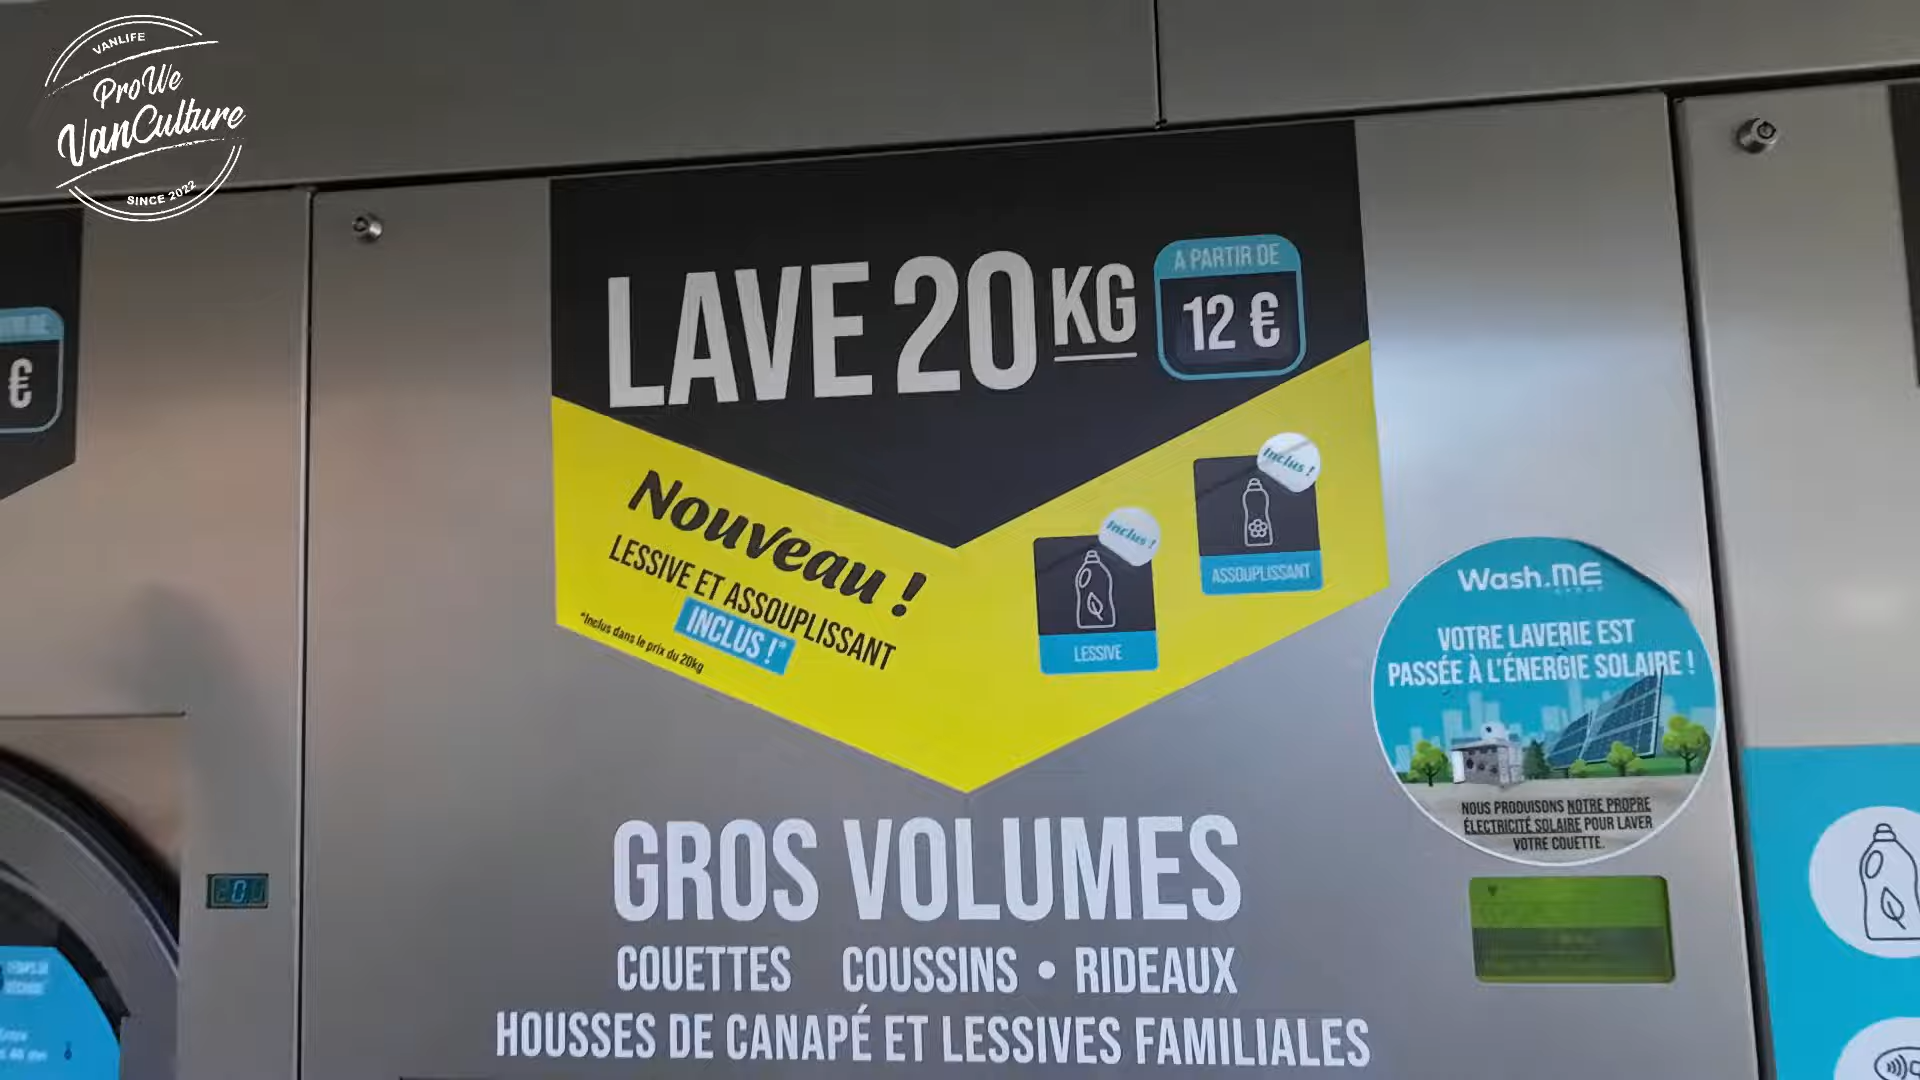 VANLIFE
ProWe
VanCulture
SINCE 2022
€
LAVE 20 KG
A PARTIR DE
12 €
Nouveau !
LESSIVE ET ASSOUPLISSANT
INCLUS !*
*Inclus dans le prix du 20kg
Inclus !
LESSIVE
Inclus !
ASSOUPLISSANT
Wash.ME
VOTRE LAVERIE EST
PASSÉE À L'ÉNERGIE SOLAIRE !
NOUS PRODUISONS NOTRE PROPRE
ÉLECTRICITÉ SOLAIRE POUR LAVER
VOTRE COUETTE.
GROS VOLUMES
COUETTES COUSSINS • RIDEAUX
HOUSSES DE CANAPÉ ET LESSIVES FAMILIALES